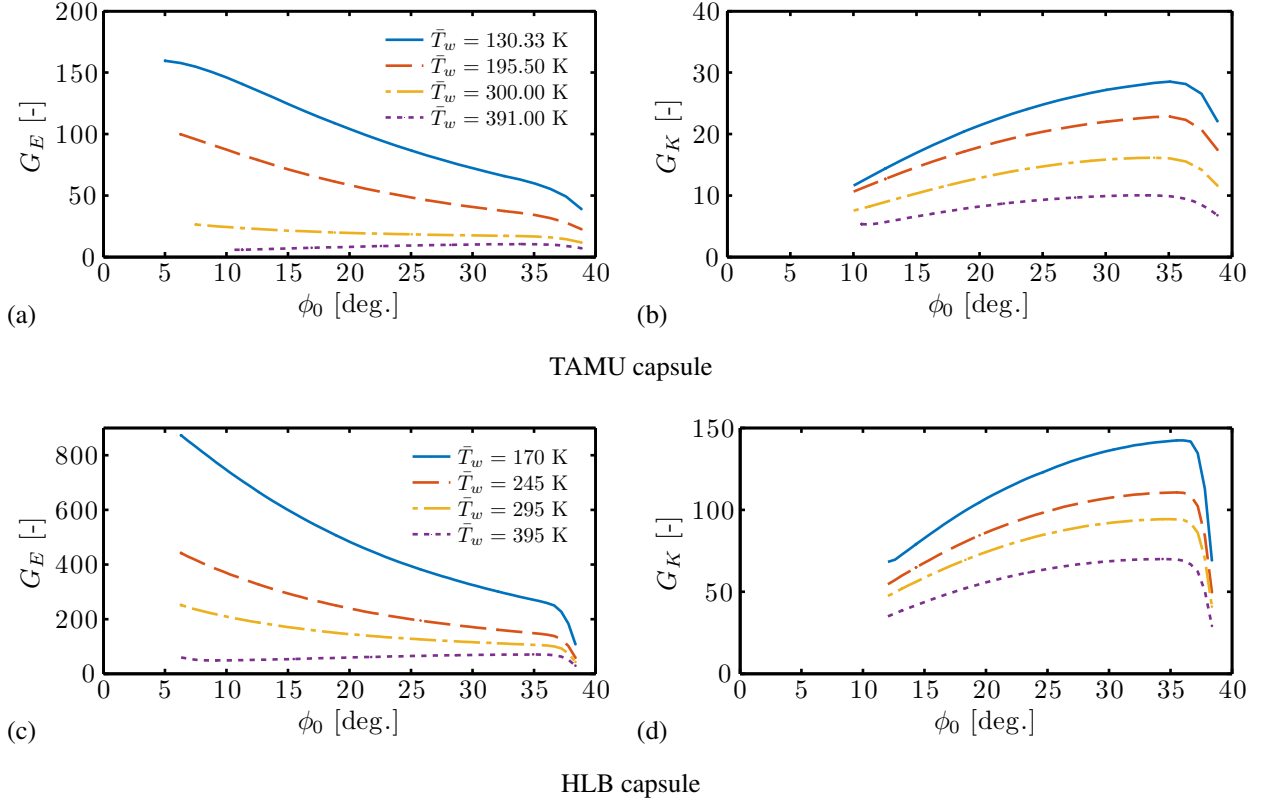 200
150
100
50
0
0 5 10 15 20 25 30 35 40
G_E [-]
ϕ_0 [deg.]
T̄_w = 130.33 K
T̄_w = 195.50 K
T̄_w = 300.00 K
T̄_w = 391.00 K
(a)
40
30
20
10
0
0 5 10 15 20 25 30 35 40
G_K [-]
ϕ_0 [deg.]
(b)
TAMU capsule
800
600
400
200
0
0 5 10 15 20 25 30 35 40
G_E [-]
ϕ_0 [deg.]
T̄_w = 170 K
T̄_w = 245 K
T̄_w = 295 K
T̄_w = 395 K
(c)
150
100
50
0
0 5 10 15 20 25 30 35 40
G_K [-]
ϕ_0 [deg.]
(d)
HLB capsule